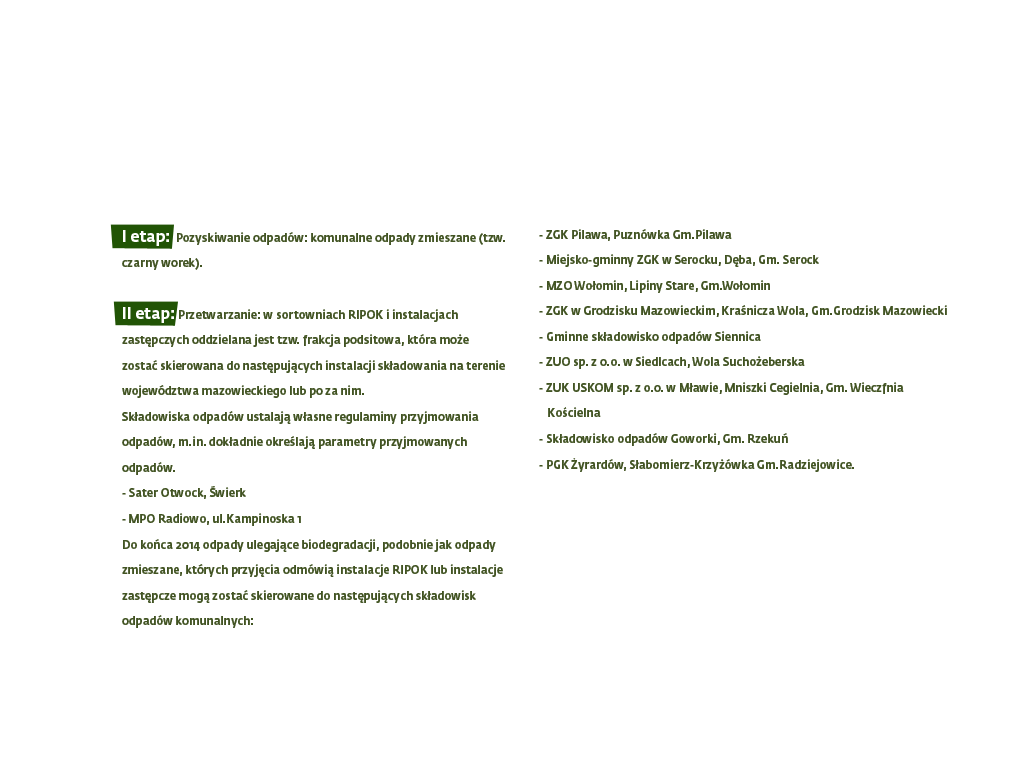 I etap: Pozyskiwanie odpadów: komunalne odpady zmieszane (tzw.
czarny worek).
II etap: Przetwarzanie: w sortowniach RIPOK i instalacjach
zastępczych oddzielana jest tzw. frakcja podsitowa, która może
zostać skierowana do następujących instalacji składowania na terenie
województwa mazowieckiego lub po za nim.
Składowiska odpadów ustalają własne regulaminy przyjmowania
odpadów, m.in. dokładnie określają parametry przyjmowanych
odpadów.
- Sater Otwock, Świerk
- MPO Radiowo, ul.Kampinoska 1
Do końca 2014 odpady ulegające biodegradacji, podobnie jak odpady
zmieszane, których przyjęcia odmówią instalacje RIPOK lub instalacje
zastępcze mogą zostać skierowane do następujących składowisk
odpadów komunalnych:
- ZGK Pilawa, Puznówka Gm.Pilawa
- Miejsko-gminny ZGK w Serocku, Dęba, Gm. Serock
- MZO Wołomin, Lipiny Stare, Gm.Wołomin
- ZGK w Grodzisku Mazowieckim, Kraśnicza Wola, Gm.Grodzisk Mazowiecki
- Gminne składowisko odpadów Siennica
- ZUO sp. z o.o. w Siedlcach, Wola Suchożeberska
- ZUK USKOM sp. z o.o. w Mławie, Mniszki Cegielnia, Gm. Wieczfnia
Kościelna
- Składowisko odpadów Goworki, Gm. Rzekuń
- PGK Żyrardów, Słabomierz-Krzyżówka Gm.Radziejowice.